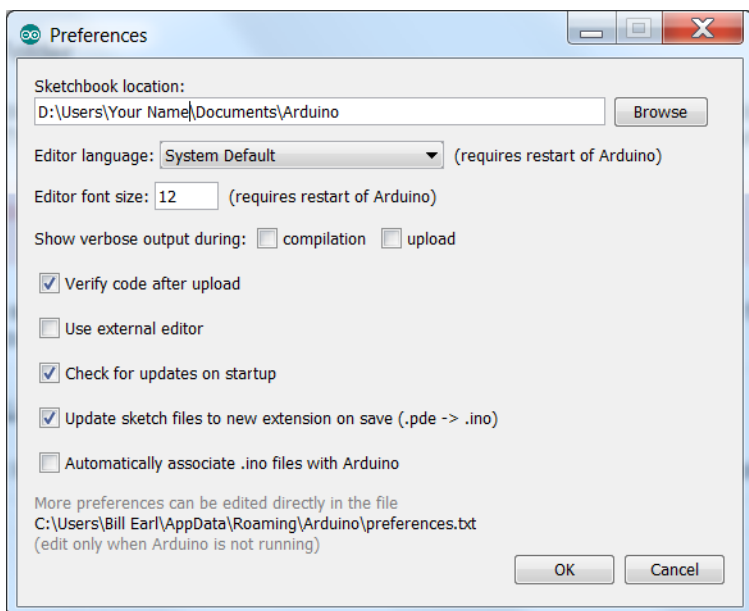 Preferences
Sketchbook location:
D:\Users\Your Name\Documents\Arduino
Browse
Editor language: System Default (requires restart of Arduino)
Editor font size: 12 (requires restart of Arduino)
Show verbose output during: compilation upload
Verify code after upload
Use external editor
Check for updates on startup
Update sketch files to new extension on save (.pde -> .ino)
Automatically associate .ino files with Arduino
More preferences can be edited directly in the file
C:\Users\Bill Earl\AppData\Roaming\Arduino\preferences.txt
(edit only when Arduino is not running)
OK Cancel